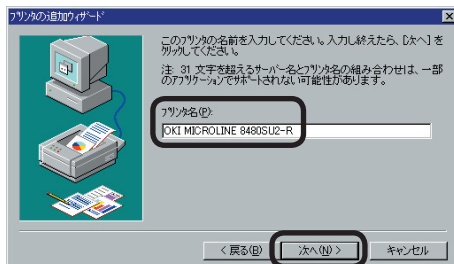 プリンタの追加ウィザード
このプリンタの名前を入力してください。入力し終えたら、[次へ] を
クリックしてください。
注: 31 文字を超えるサーバー名とプリンタ名の組み合わせは、一部
のアプリケーションでサポートされない可能性があります。
プリンタ名(P):
OKI MICROLINE 8480SU2-R
< 戻る(B)
次へ(N) >
キャンセル